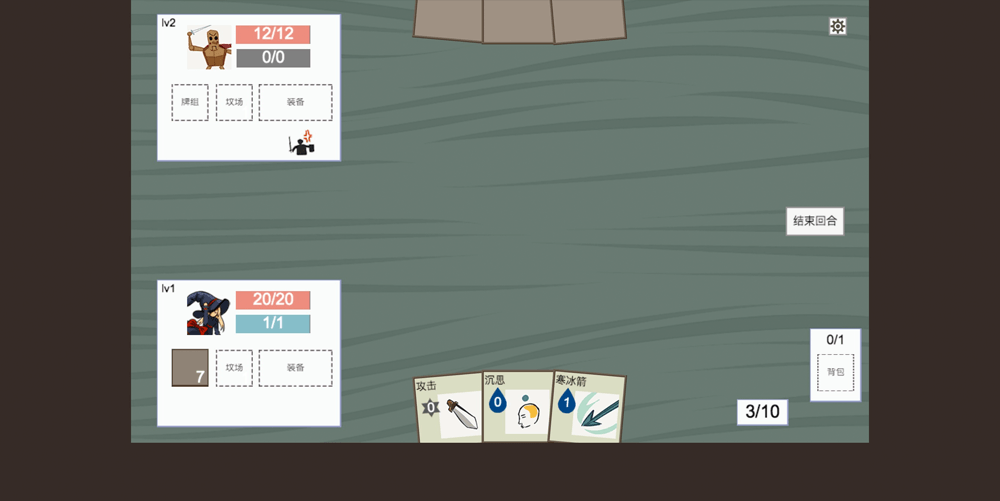 lv2
12/12
0/0
牌组
坟场
装备
结束回合
lv1
20/20
1/1
7
坟场
装备
0/1
背包
攻击
0
沉思
0
寒冰箭
1
3/10